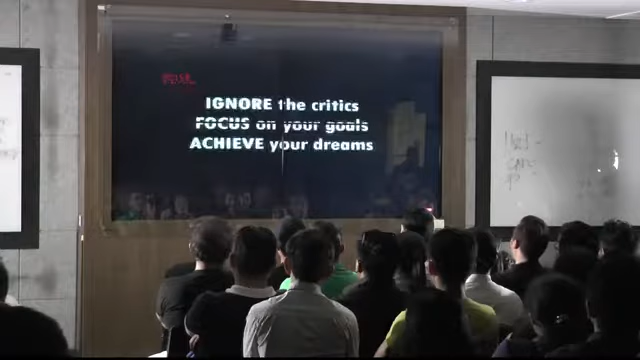 IGNORE the critics
FOCUS on your goals
ACHIEVE your dreams